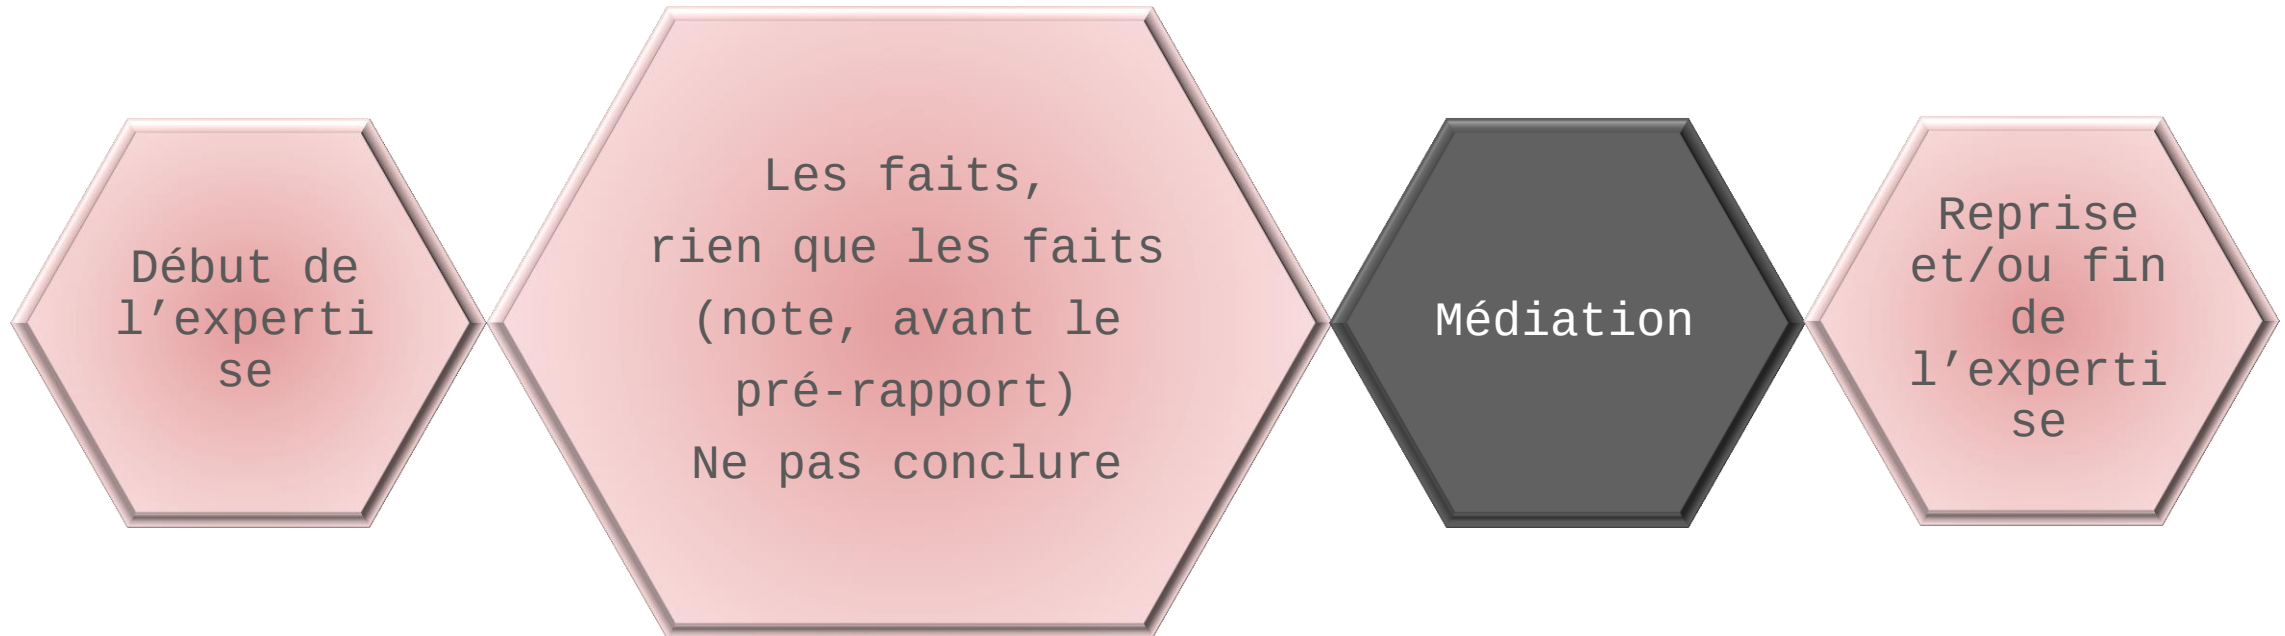 Début de
l’experti
se
Les faits,
rien que les faits
(note, avant le
pré-rapport)
Ne pas conclure
Médiation
Reprise
et/ou fin
de
l’experti
se